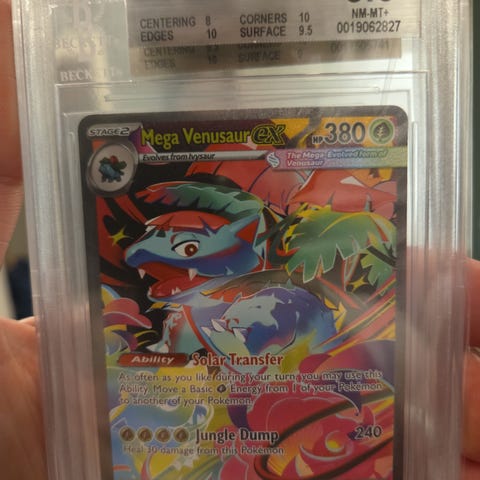 CENTERING 8 CORNERS 10
EDGES 10 SURFACE 9.5
NM-MT+
0019062827
BECKETT
STAGE2 Mega Venusaur ex HP 380
Evolves from Ivysaur
The Mega-Evolved form of
Venusaur
Ability Solar Transfer
As often as you like during your turn, you may use this
Ability. Move a Basic Energy from 1 of your Pokémon
to another of your Pokémon.
Jungle Dump 240
Heal 30 damage from this Pokémon.